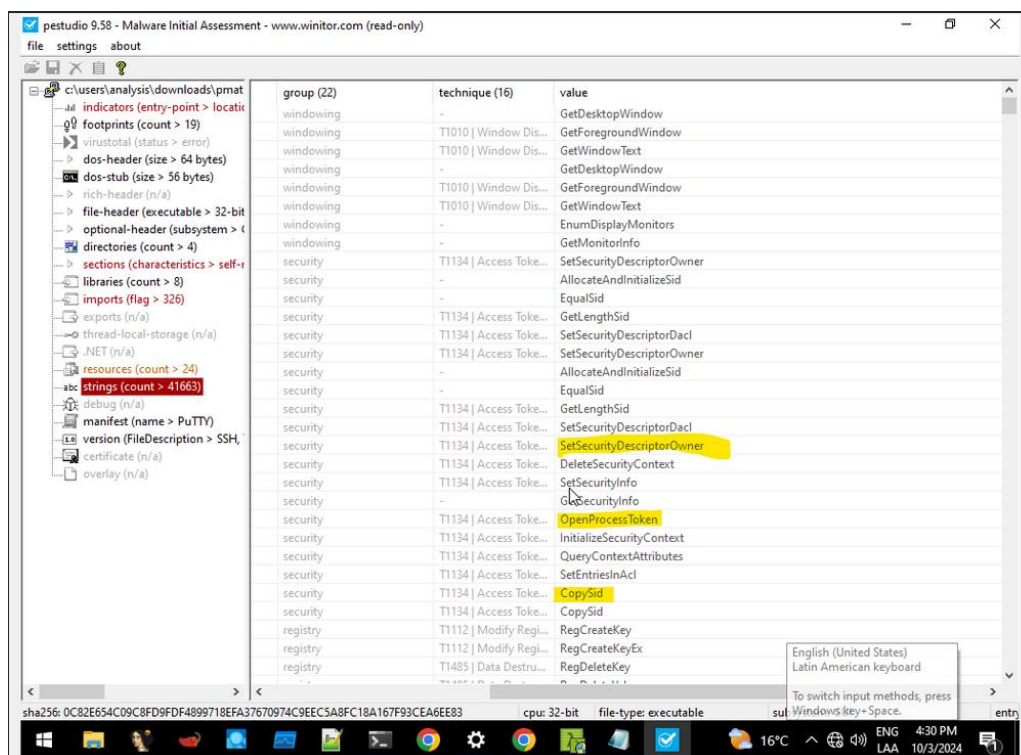 pestudio 9.58 - Malware Initial Assessment - www.winitor.com (read-only)
file settings about
c:\users\analysis\downloads\pmat
indicators (entry-point > locatic
footprints (count > 19)
virustotal (status > error)
dos-header (size > 64 bytes)
dos-stub (size > 56 bytes)
rich-header (n/a)
file-header (executable > 32-bit
optional-header (subsystem >
directories (count > 4)
sections (characteristics > self-r
libraries (count > 8)
imports (flag > 326)
exports (n/a)
thread-local-storage (n/a)
.NET (n/a)
resources (count > 24)
abc strings (count > 41663)
debug (n/a)
manifest (name > PuTTY)
version (FileDescription > SSH,
certificate (n/a)
overlay (n/a)
group (22) technique (16) value
windowing - GetDesktopWindow
windowing T1010 | Window Dis... GetForegroundWindow
windowing T1010 | Window Dis... GetWindowText
windowing - GetDesktopWindow
windowing T1010 | Window Dis... GetForegroundWindow
windowing T1010 | Window Dis... GetWindowText
windowing - EnumDisplayMonitors
windowing - GetMonitorInfo
security T1134 | Access Toke... SetSecurityDescriptorOwner
security - AllocateAndInitializeSid
security - EqualSid
security T1134 | Access Toke... GetLengthSid
security T1134 | Access Toke... SetSecurityDescriptorDacl
security T1134 | Access Toke... SetSecurityDescriptorOwner
security - AllocateAndInitializeSid
security - EqualSid
security T1134 | Access Toke... GetLengthSid
security T1134 | Access Toke... SetSecurityDescriptorDacl
security T1134 | Access Toke... SetSecurityDescriptorOwner
security T1134 | Access Toke... DeleteSecurityContext
security T1134 | Access Toke... SetSecurityInfo
security - GetSecurityInfo
security T1134 | Access Toke... OpenProcessToken
security T1134 | Access Toke... InitializeSecurityContext
security T1134 | Access Toke... QueryContextAttributes
security T1134 | Access Toke... SetEntriesInAcl
security T1134 | Access Toke... CopySid
security T1134 | Access Toke... CopySid
registry T1112 | Modify Regi... RegCreateKey
registry T1112 | Modify Regi... RegCreateKeyEx
registry T1485 | Data Destru... RegDeleteKey
English (United States)
Latin American keyboard
To switch input methods, press
Windows key+Space.
sha256: 0C82E654C09C8FD9FDF4899718EFA37670974C9EEC5A8FC18A167F93CEA6EE83 cpu: 32-bit file-type: executable entry
16°C ENG 4:30 PM
LAA 10/3/2024